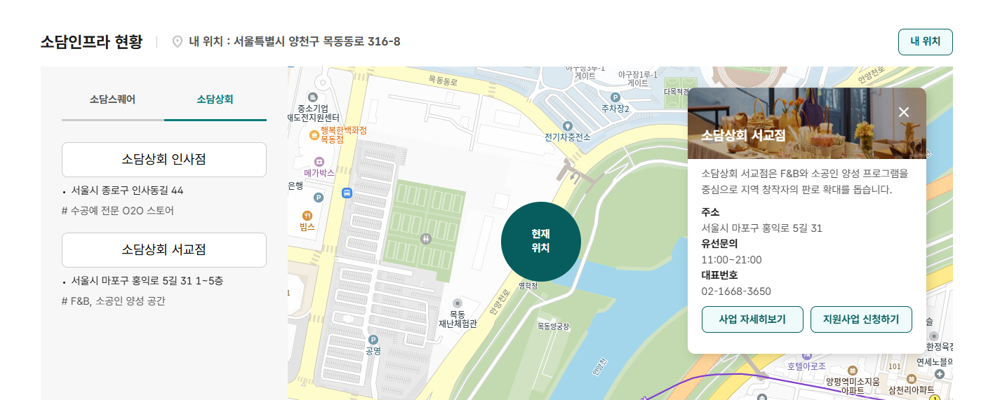 소담인프라 현황
내 위치 : 서울특별시 양천구 목동동로 316-8
내 위치
소담스퀘어
소담상회
소담상회 인사점
• 서울시 종로구 인사동길 44
# 수공예 전문 O2O 스토어
소담상회 서교점
• 서울시 마포구 홍익로 5길 31 1~5층
# F&B, 소공인 양성 공간
목동동로
야구장3루-1
게이트
야구장1루-1
게이트
안양천로
중소기업
재도전지원센터
주차장2
다목적경
행복한백화점
목동점
전기차충전소
메가박스
은행
P
빕스
현재
위치
영학정
안양천로
목동
재난체험관
목동양궁장
P
공영
안양천
소담상회 서교점
소담상회 서교점은 F&B와 소공인 양성 프로그램을
중심으로 지역 창작자의 판로 확대를 돕습니다.
주소
서울시 마포구 홍익로 5길 31
유선문의
11:00~21:00
대표번호
02-1668-3650
사업 자세히보기
지원사업 신청하기
슬
한정육점
호텔아로조
101
연세노블의
양평역미소지움
아파트
삼천리아파트
1